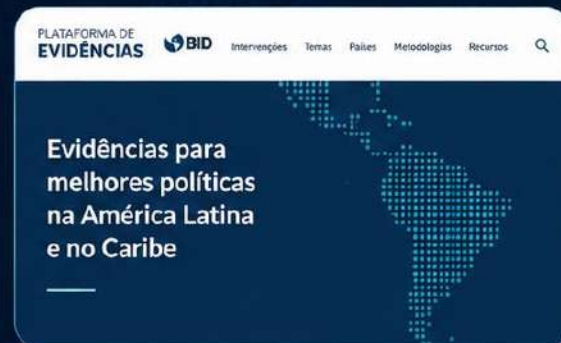 PLATAFORMA DE
EVIDÊNCIAS
BID
Intervenções Temas Países Metodologias Recursos
Evidências para
melhores políticas
na América Latina
e no Caribe